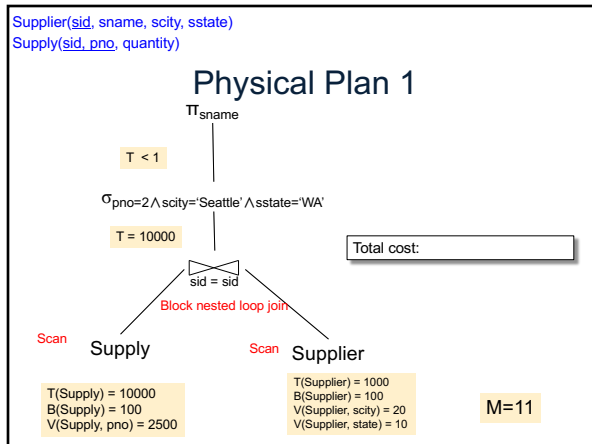 Supplier(sid, sname, scity, sstate)
Supply(sid, pno, quantity)
Physical Plan 1
Πsname
T < 1
σpno=2∧scity=‘Seattle’∧sstate=‘WA’
T = 10000
Total cost:
sid = sid
Block nested loop join
Scan
Supply
Scan
Supplier
T(Supply) = 10000
B(Supply) = 100
V(Supply, pno) = 2500
T(Supplier) = 1000
B(Supplier) = 100
V(Supplier, scity) = 20
V(Supplier, state) = 10
M=11